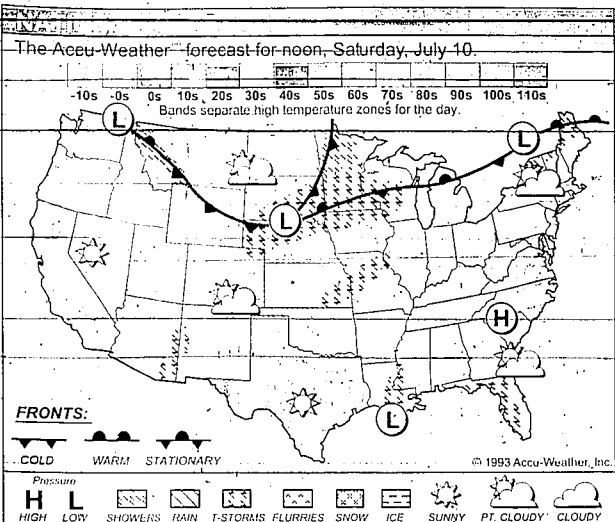 The Accu-Weather™ forecast for noon, Saturday, July 10.
-10s -0s 0s 10s 20s 30s 40s 50s 60s 70s 80s 90s 100s 110s
Bands separate high temperature zones for the day.
L
L
L
H
L
FRONTS:
COLD WARM STATIONARY
© 1993 Accu-Weather, Inc.
Pressure
H L
HIGH LOW SHOWERS RAIN T-STORMS FLURRIES SNOW ICE SUNNY PT. CLOUDY CLOUDY